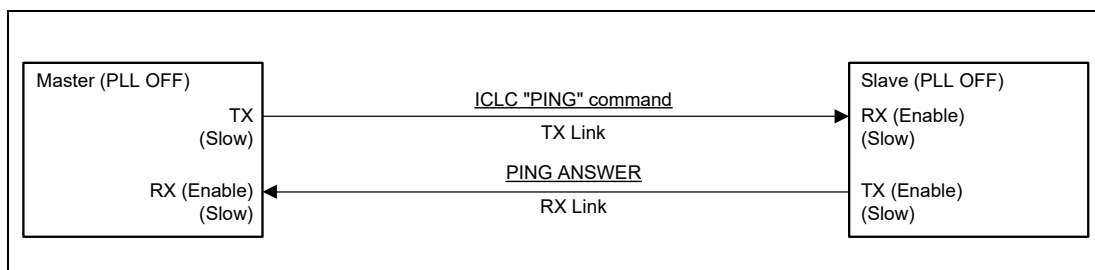 Master (PLL OFF)
TX
(Slow)
RX (Enable)
(Slow)
ICLC "PING" command
TX Link
PING ANSWER
RX Link
Slave (PLL OFF)
RX (Enable)
(Slow)
TX (Enable)
(Slow)